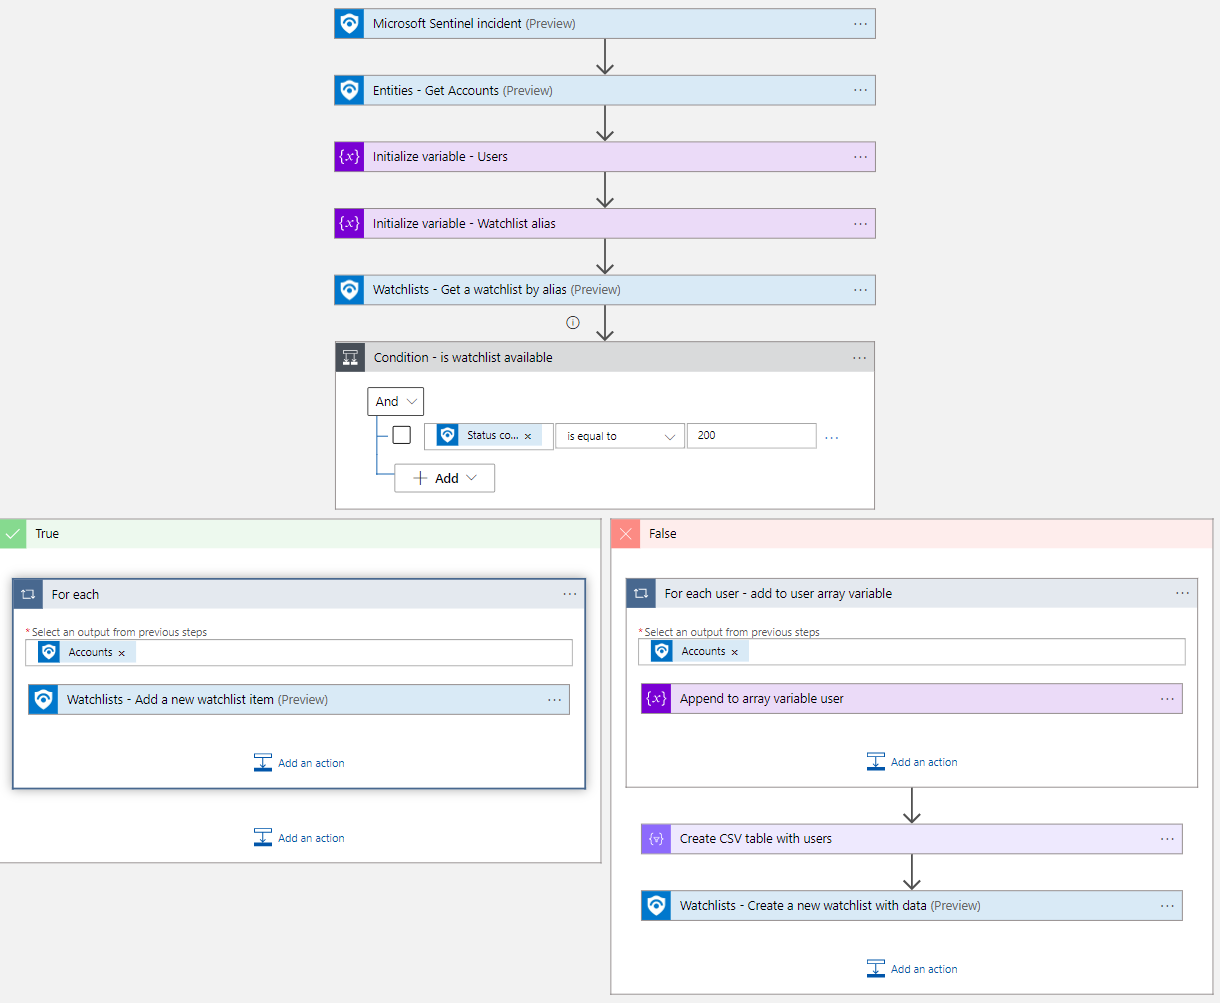 Microsoft Sentinel incident (Preview)
Entities - Get Accounts (Preview)
{x} Initialize variable - Users
{x} Initialize variable - Watchlist alias
Watchlists - Get a watchlist by alias (Preview)
Condition - is watchlist available
And
Status co... × is equal to 200
+ Add
True
False
For each
* Select an output from previous steps
Accounts ×
Watchlists - Add a new watchlist item (Preview)
Add an action
Add an action
For each user - add to user array variable
* Select an output from previous steps
Accounts ×
{x} Append to array variable user
Add an action
Create CSV table with users
Watchlists - Create a new watchlist with data (Preview)
Add an action